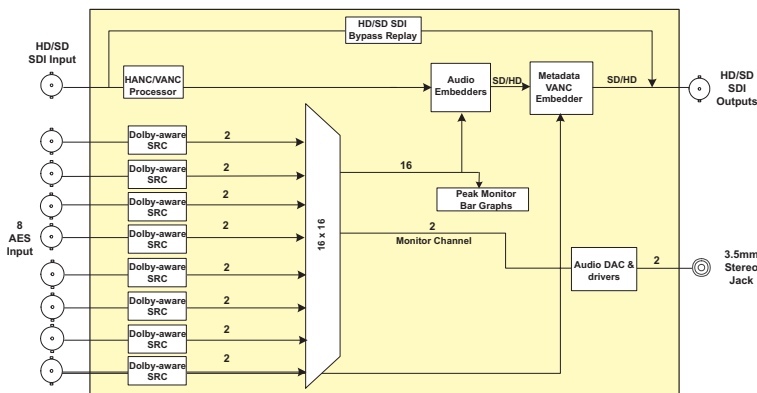 HD/SD SDI
Bypass Replay
HD/SD
SDI Input
HANC/VANC
Processor
Audio
Embedders
SD/HD
Metadata
VANC
Embedder
SD/HD
HD/SD
SDI
Outputs
Dolby-aware
SRC
2
Dolby-aware
SRC
2
Dolby-aware
SRC
2
Dolby-aware
SRC
2
Dolby-aware
SRC
2
Dolby-aware
SRC
2
Dolby-aware
SRC
2
Dolby-aware
SRC
2
8
AES
Input
16 x 16
16
Peak Monitor
Bar Graphs
2
Monitor Channel
Audio DAC &
drivers
2
3.5mm
Stereo
Jack